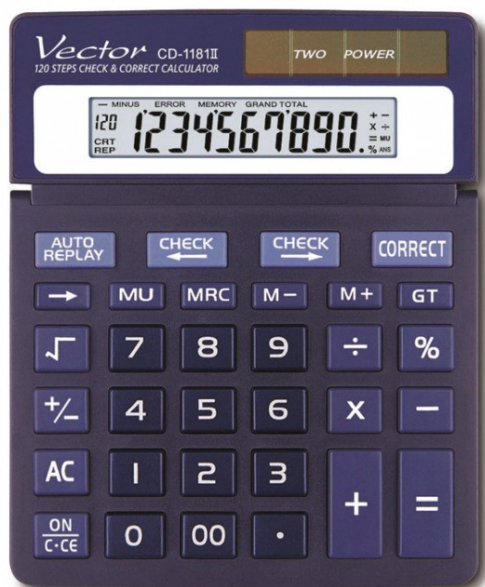 Vector CD-1181II
TWO POWER
120 STEPS CHECK & CORRECT CALCULATOR
— MINUS ERROR MEMORY GRAND TOTAL
120 1234567890. + − × ÷ = MU % ANS
CRT
REP
AUTO REPLAY CHECK ← CHECK → CORRECT
→ MU MRC M− M+ GT
√ 7 8 9 ÷ %
+/− 4 5 6 X −
AC 1 2 3 + =
ON C·CE 0 00 ·